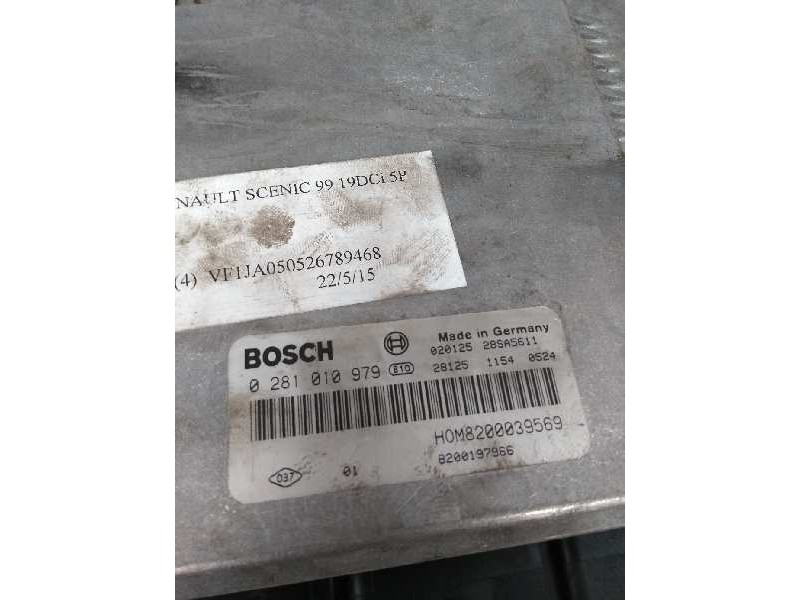 NAULT SCENIC 99 19DCI 5P
(4) VF1JA050526789468
22/5/15
BOSCH
Made in Germany
020125 28SA5611
0 281 010 979 e10 28125 1154 0524
HOM8200039569
8200197966
037 01